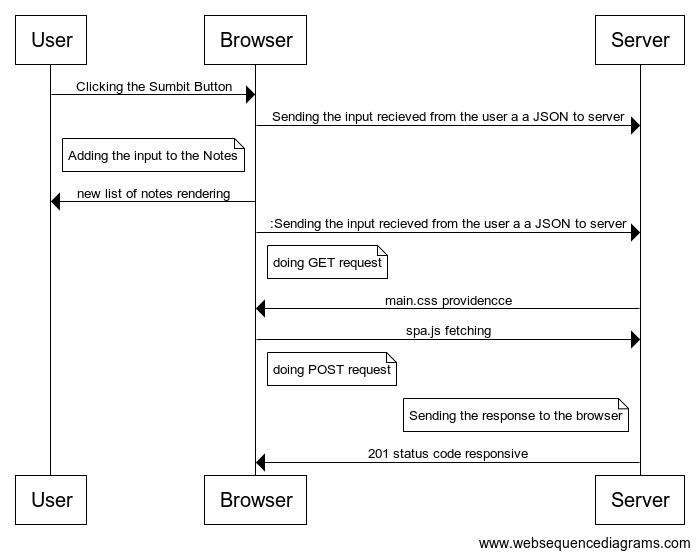 User Browser Server
Clicking the Sumbit Button
Sending the input recieved from the user a a JSON to server
Adding the input to the Notes
new list of notes rendering
:Sending the input recieved from the user a a JSON to server
doing GET request
main.css providencce
spa.js fetching
doing POST request
Sending the response to the browser
201 status code responsive
User Browser Server
www.websequencediagrams.com